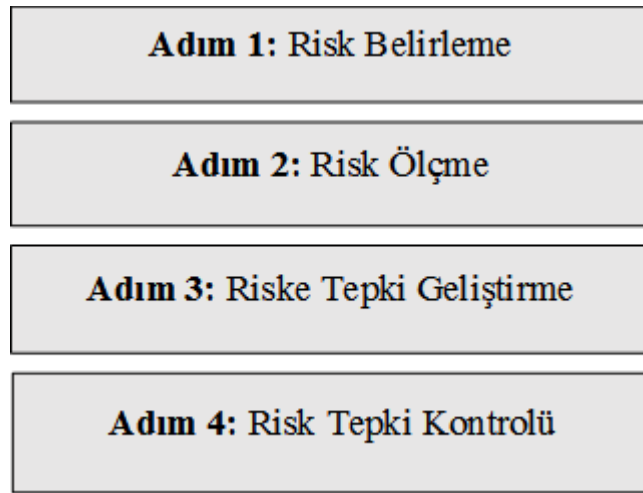 Adım 1: Risk Belirleme
Adım 2: Risk Ölçme
Adım 3: Riske Tepki Geliştirme
Adım 4: Risk Tepki Kontrolü